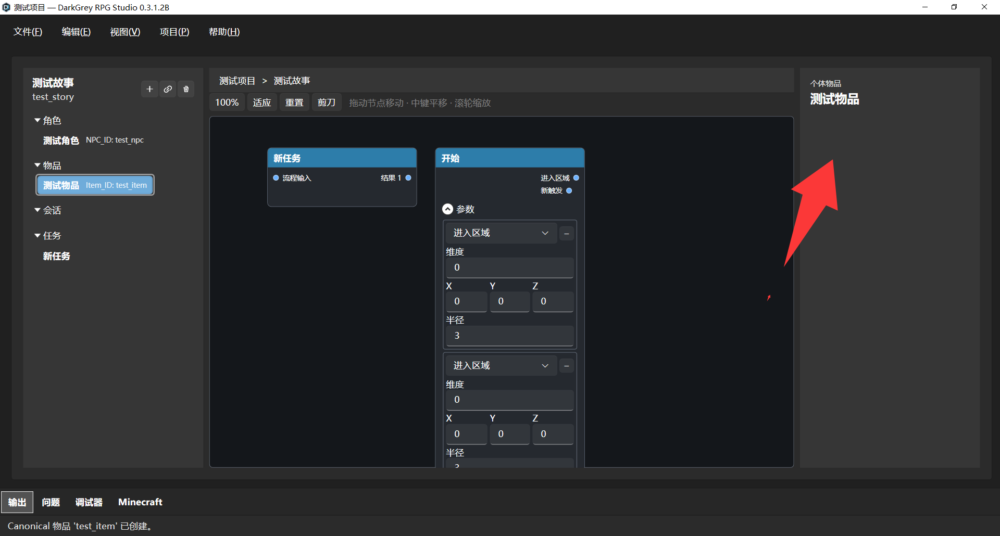 测试项目 — DarkGrey RPG Studio 0.3.1.2B
文件(F) 编辑(E) 视图(V) 项目(P) 帮助(H)
测试故事
test_story
角色
测试角色 NPC_ID: test_npc
物品
测试物品 Item_ID: test_item
会话
任务
新任务
测试项目 > 测试故事
100% 适应 重置 剪刀 拖动节点移动 · 中键平移 · 滚轮缩放
新任务
流程输入 结果 1
开始
进入区域
新触发
参数
进入区域
维度
0
X Y Z
0 0 0
半径
3
进入区域
维度
0
X Y Z
0 0 0
半径
3
个体物品
测试物品
输出 问题 调试器 Minecraft
Canonical 物品 'test_item' 已创建。